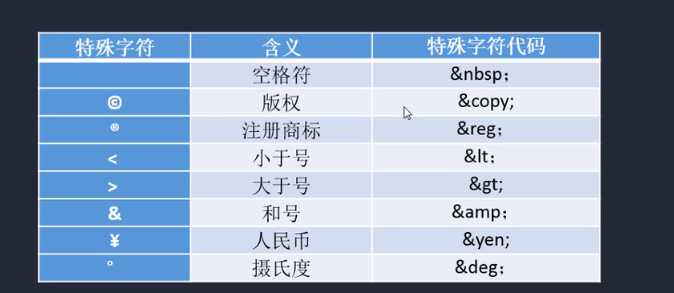 特殊字符 含义 特殊字符代码
空格符 &nbsp；
© 版权 &copy;
® 注册商标 &reg；
< 小于号 &lt；
> 大于号 &gt;
& 和号 &amp；
¥ 人民币 &yen;
° 摄氏度 &deg；